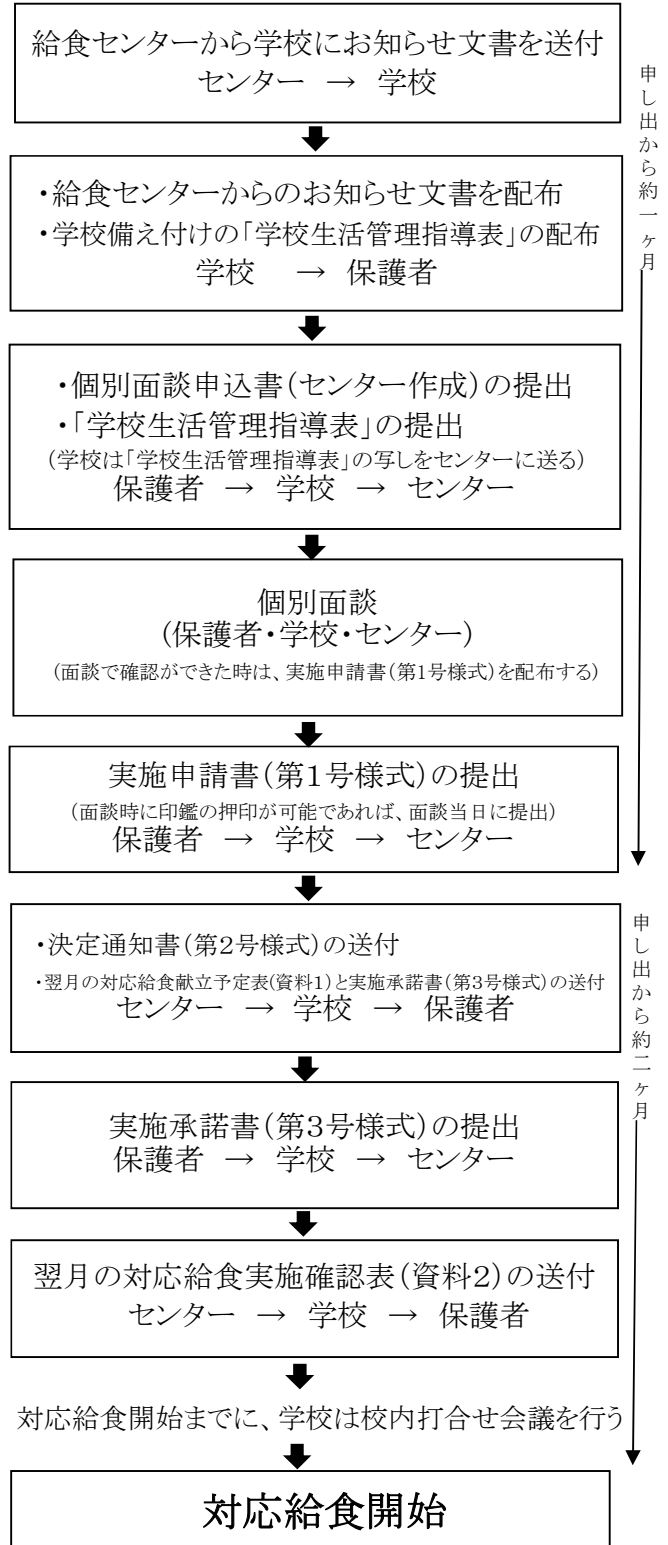 給食センターから学校にお知らせ文書を送付
センター → 学校
申し出から約一ヶ月
・給食センターからのお知らせ文書を配布
・学校備え付けの「学校生活管理指導表」の配布
学校 → 保護者
・個別面談申込書(センター作成)の提出
・「学校生活管理指導表」の提出
(学校は「学校生活管理指導表」の写しをセンターに送る)
保護者 → 学校 → センター
個別面談
(保護者・学校・センター)
(面談で確認ができた時は、実施申請書(第1号様式)を配布する)
実施申請書(第1号様式)の提出
(面談時に印鑑の押印が可能であれば、面談当日に提出)
保護者 → 学校 → センター
申し出から約二ヶ月
・決定通知書(第2号様式)の送付
・翌月の対応給食献立予定表(資料1)と実施承諾書(第3号様式)の送付
センター → 学校 → 保護者
実施承諾書(第3号様式)の提出
保護者 → 学校 → センター
翌月の対応給食実施確認表(資料2)の送付
センター → 学校 → 保護者
対応給食開始までに、学校は校内打合せ会議を行う
対応給食開始